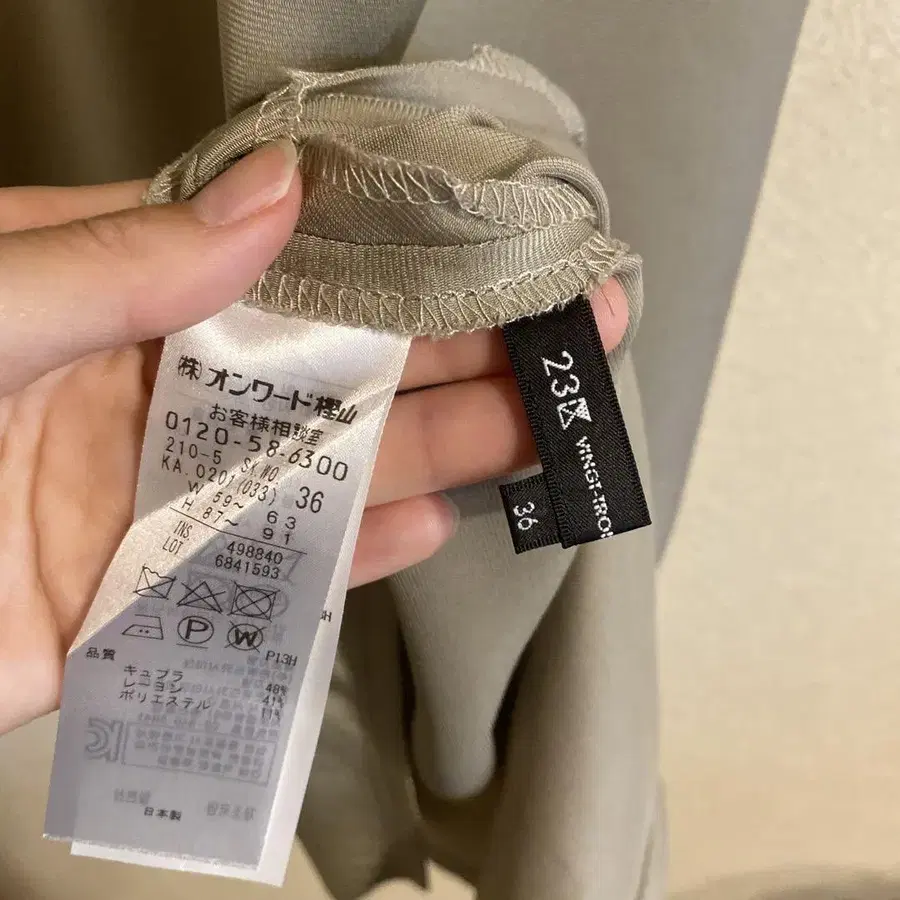 (株)オンワード樫山
お客様相談室
0120-58-6300
210-5 SK.NO
KA.0201(033) 36
W 59~ 63
H 87~ 91
INS 498840
LOT 6841593
P
W
P13H
品質
キュプラ 48%
レーヨン 41%
ポリエステル 11%
日本製
23区
VINGT-TROI
36